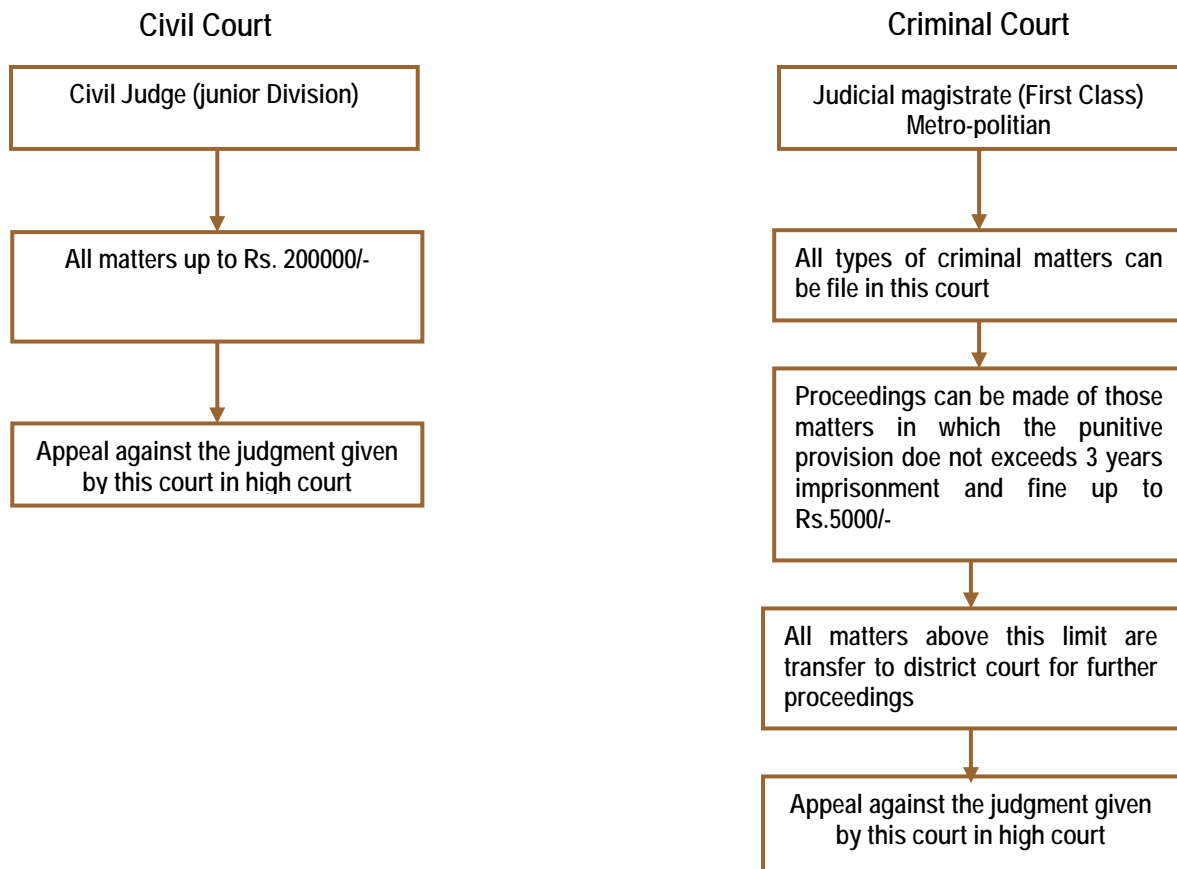 Civil Court
Civil Judge (junior Division)
All matters up to Rs. 200000/-
Appeal against the judgment given
by this court in high court
Criminal Court
Judicial magistrate (First Class)
Metro-politian
All types of criminal matters can
be file in this court
Proceedings can be made of those
matters in which the punitive
provision doe not exceeds 3 years
imprisonment and fine up to
Rs.5000/-
All matters above this limit are
transfer to district court for further
proceedings
Appeal against the judgment given
by this court in high court